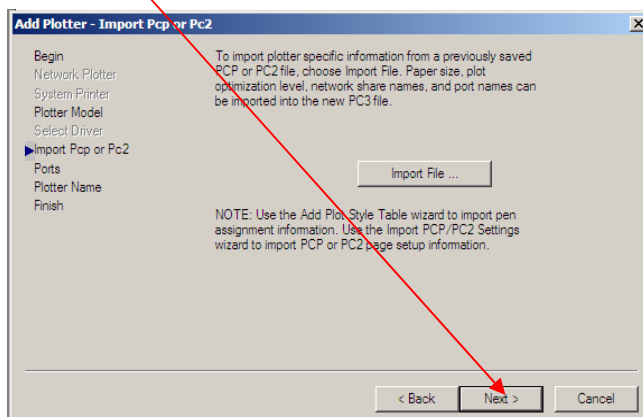 Add Plotter - Import Pcp or Pc2
Begin
Network Plotter
System Printer
Plotter Model
Select Driver
Import Pcp or Pc2
Ports
Plotter Name
Finish
To import plotter specific information from a previously saved
PCP or PC2 file, choose Import File. Paper size, plot
optimization level, network share names, and port names can
be imported into the new PC3 file.
Import File ...
NOTE: Use the Add Plot Style Table wizard to import pen
assignment information. Use the Import PCP/PC2 Settings
wizard to import PCP or PC2 page setup information.
< Back
Next >
Cancel